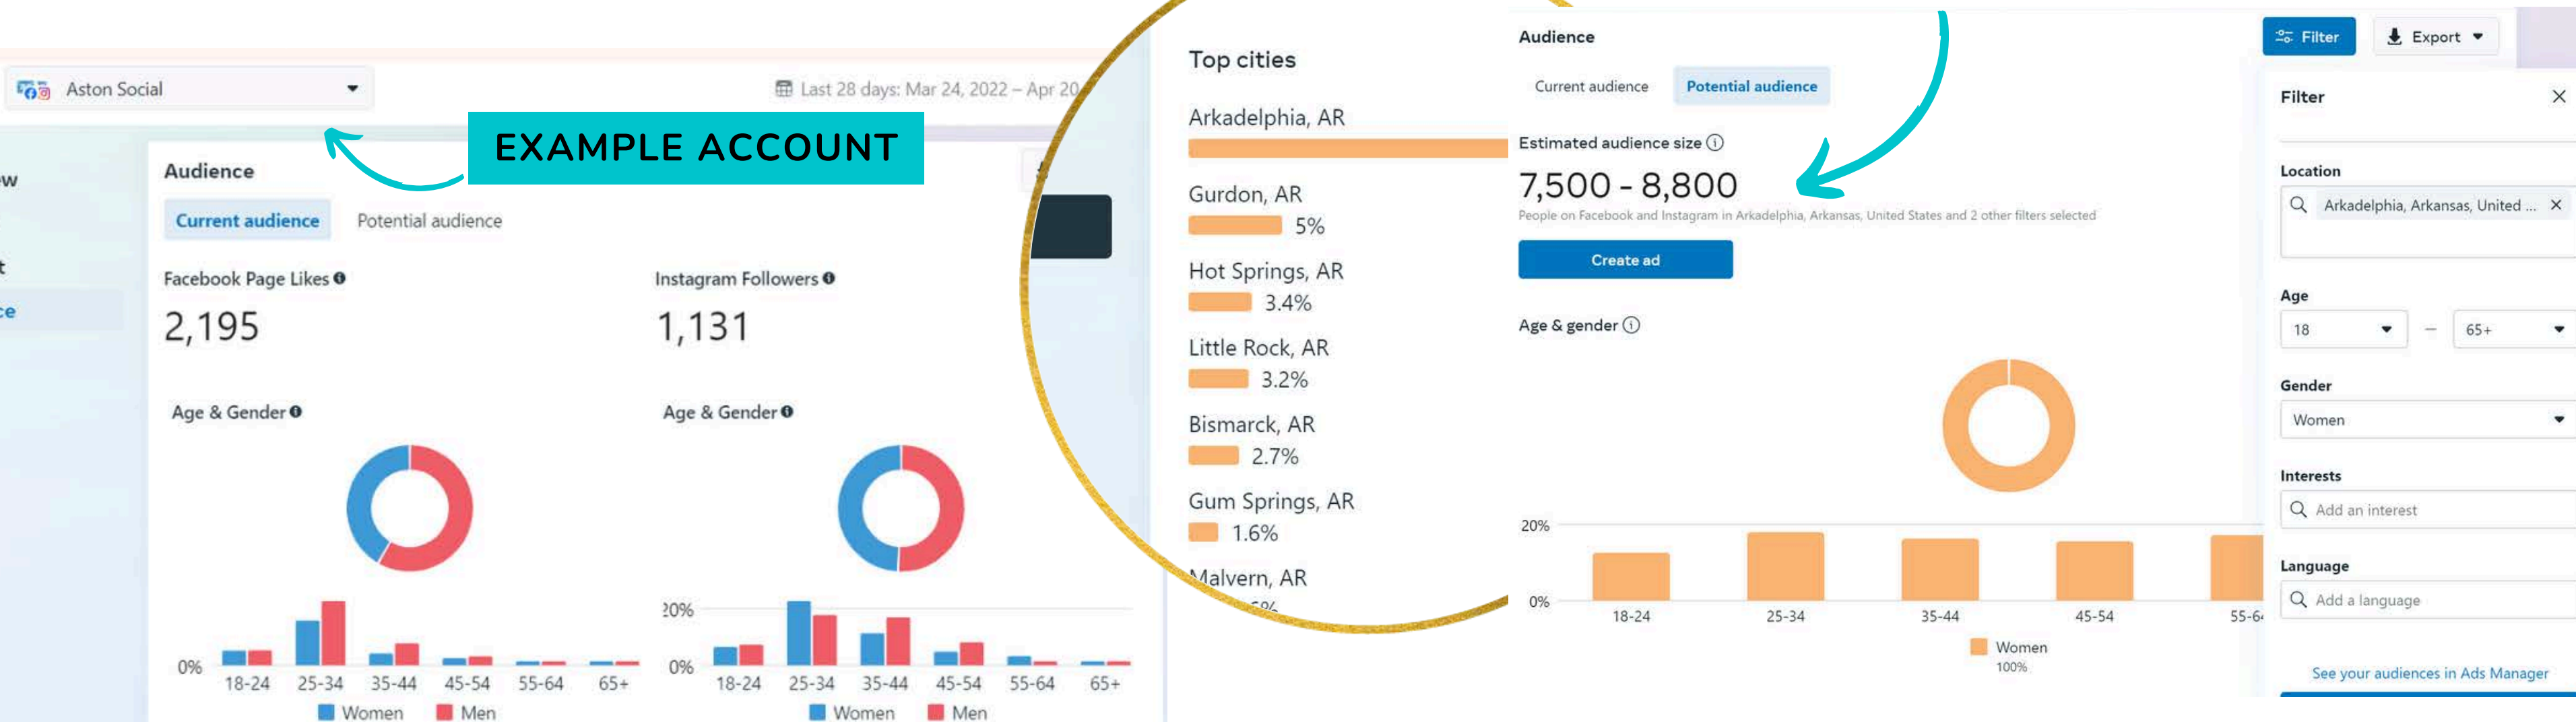 Aston Social
Last 28 days: Mar 24, 2022 – Apr 20
EXAMPLE ACCOUNT
Audience
Current audience
Potential audience
Facebook Page Likes
2,195
Instagram Followers
1,131
Age & Gender
0%
18-24 25-34 35-44 45-54 55-64 65+
Women Men
Age & Gender
20%
0%
18-24 25-34 35-44 45-54 55-64 65+
Women Men
Top cities
Arkadelphia, AR
Gurdon, AR
5%
Hot Springs, AR
3.4%
Little Rock, AR
3.2%
Bismarck, AR
2.7%
Gum Springs, AR
1.6%
Malvern, AR
Audience
Current audience
Potential audience
Estimated audience size
7,500 - 8,800
People on Facebook and Instagram in Arkadelphia, Arkansas, United States and 2 other filters selected
Create ad
Age & gender
20%
0%
18-24 25-34 35-44 45-54 55-64
Women
100%
Filter
Export
Filter
Location
Arkadelphia, Arkansas, United ...
Age
18 – 65+
Gender
Women
Interests
Add an interest
Language
Add a language
See your audiences in Ads Manager